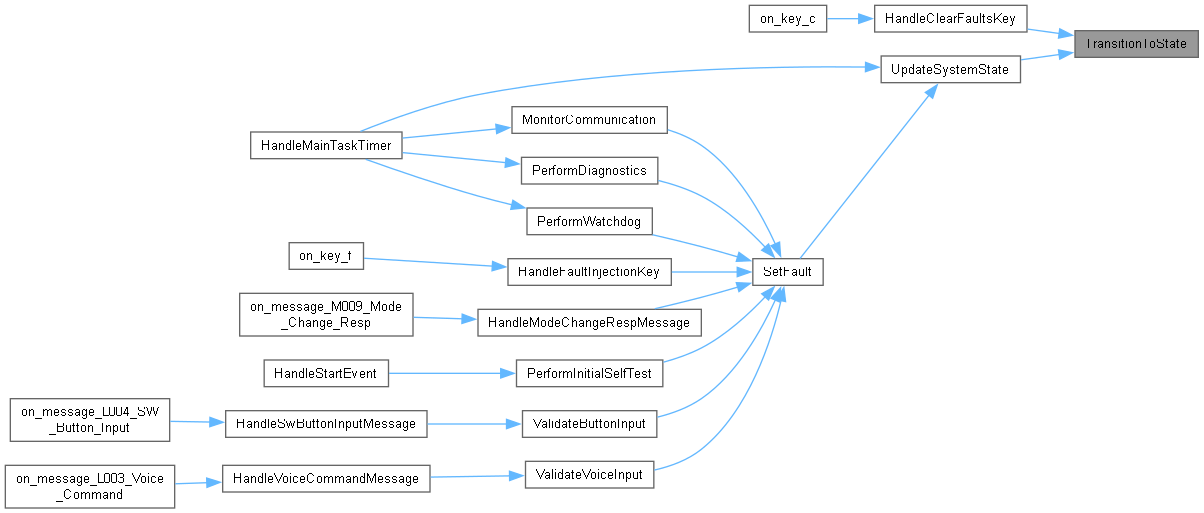 on_key_c
HandleClearFaultsKey
TransitionToState
UpdateSystemState
MonitorCommunication
HandleMainTaskTimer
PerformDiagnostics
PerformWatchdog
on_key_f
HandleFaultInjectionKey
SetFault
on_message_M009_Mode
_Change_Resp
HandleModeChangeRespMessage
HandleStartEvent
PerformInitialSelfTest
on_message_L004_SW
_Button_Input
HandleSwButtonInputMessage
ValidateButtonInput
on_message_L003_Voice
_Command
HandleVoiceCommandMessage
ValidateVoiceInput